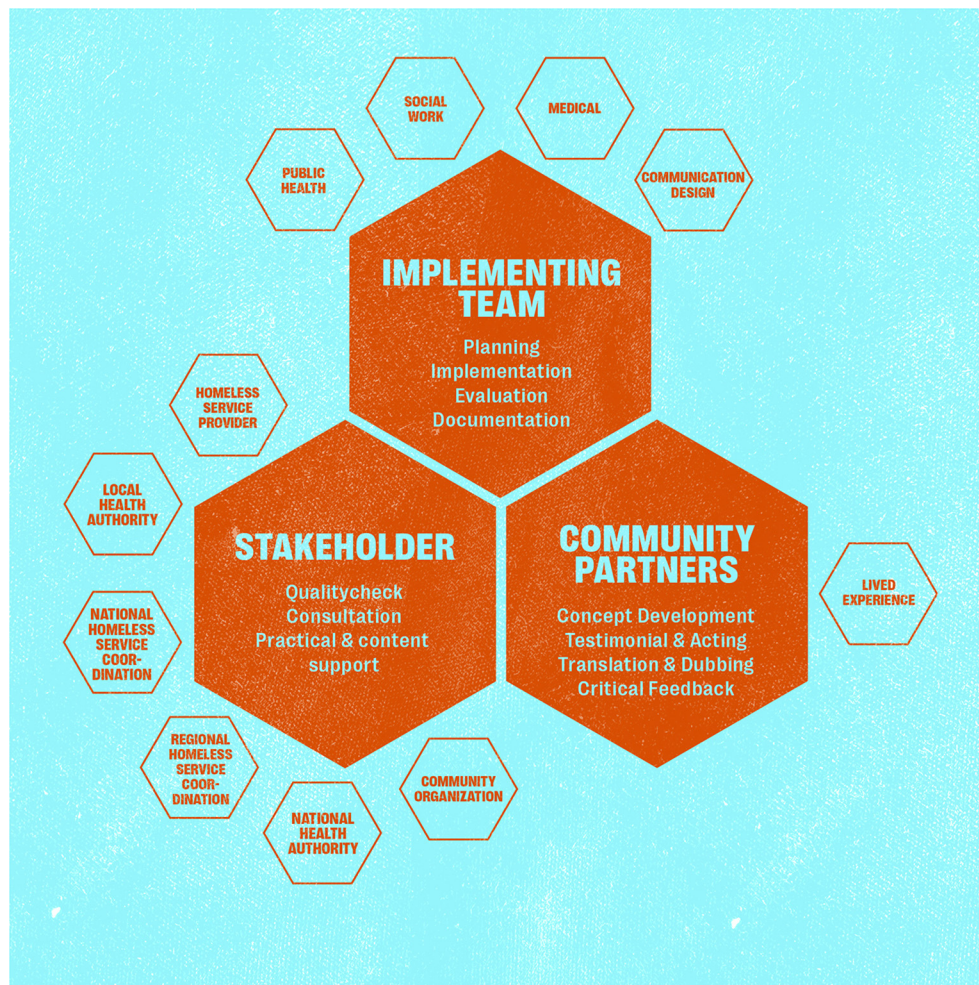 SOCIAL
WORK
MEDICAL
PUBLIC
HEALTH
COMMUNICATION
DESIGN
IMPLEMENTING
TEAM
Planning
Implementation
Evaluation
Documentation
HOMELESS
SERVICE
PROVIDER
LOCAL
HEALTH
AUTHORITY
NATIONAL
HOMELESS
SERVICE
COOR-
DINATION
REGIONAL
HOMELESS
SERVICE
COOR-
DINATION
NATIONAL
HEALTH
AUTHORITY
COMMUNITY
ORGANIZATION
STAKEHOLDER
Qualitycheck
Consultation
Practical & content
support
COMMUNITY
PARTNERS
Concept Development
Testimonial & Acting
Translation & Dubbing
Critical Feedback
LIVED
EXPERIENCE